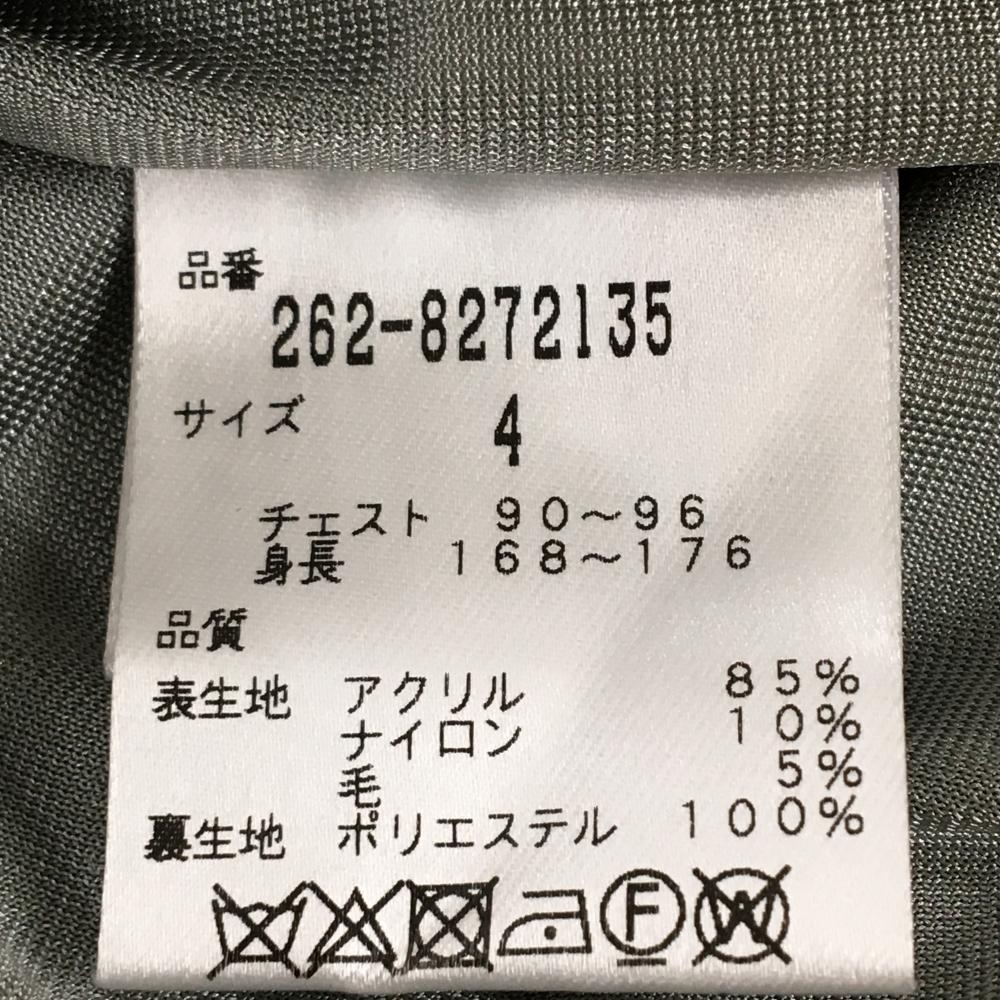 品番
262-8272135
サイズ 4
チェスト 90~96
身長 168~176
品質
表生地 アクリル 85%
ナイロン 10%
毛 5%
裏生地 ポリエステル 100%
F W